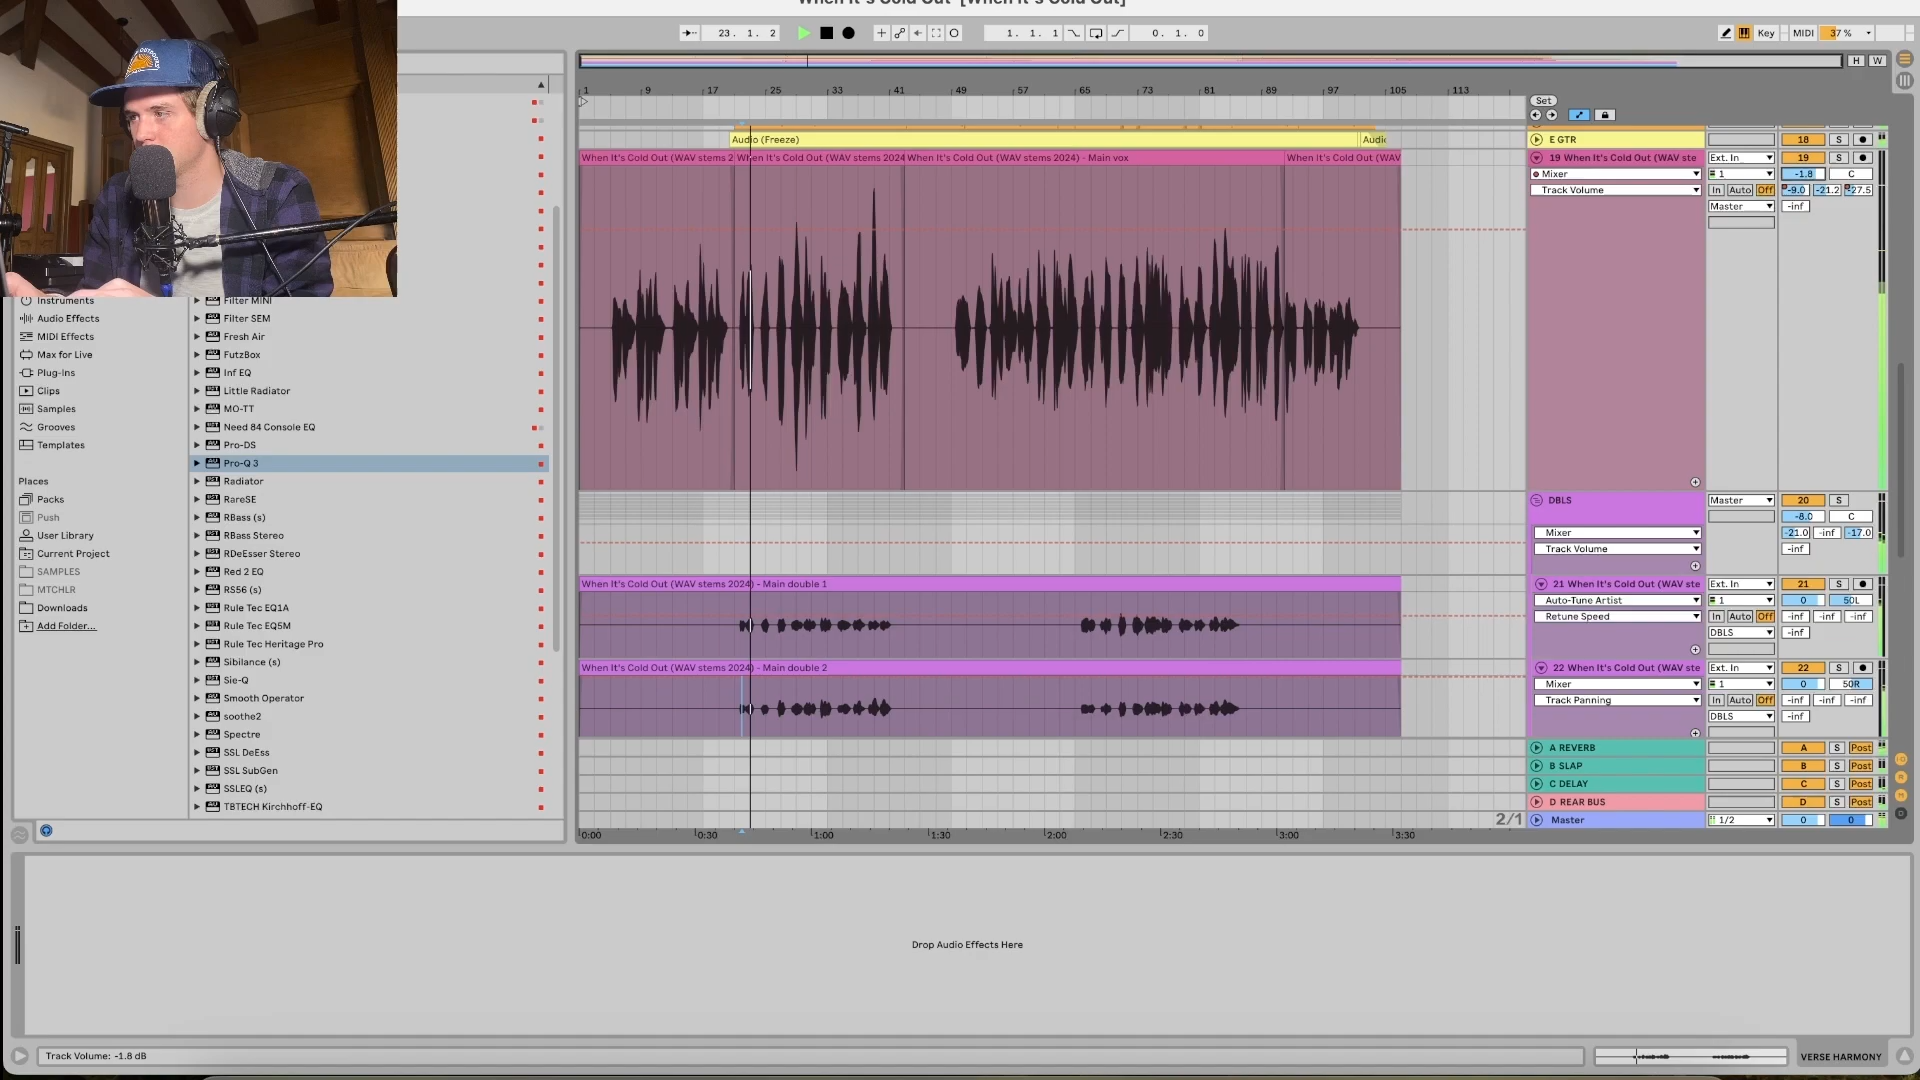 When It's Cold Out [When It's Cold Out]
23. 1. 2
1. 1. 1
0. 1. 0
Key
MIDI
37 %
H
W
1
9
17
25
33
41
49
57
65
73
81
89
97
105
113
Set
Audio (Freeze)
Audio
E GTR
18
S
When It's Cold Out (WAV stems 2
When It's Cold Out (WAV stems 2024
When It's Cold Out (WAV stems 2024) - Main vox
When It's Cold Out (WAV
19 When It's Cold Out (WAV ste
Ext. In
19
S
Mixer
1
-1.8
C
Track Volume
In
Auto
Off
-9.0
-21.2
-27.5
Master
-inf
Instruments
Audio Effects
MIDI Effects
Max for Live
Plug-Ins
Clips
Samples
Grooves
Templates
Places
Packs
Push
User Library
Current Project
SAMPLES
MTCHLR
Downloads
Add Folder...
Filter MINI
Filter SEM
Fresh Air
FutzBox
Inf EQ
Little Radiator
MO-TT
Need 84 Console EQ
Pro-DS
Pro-Q 3
Radiator
RareSE
RBass (s)
RBass Stereo
RDeEsser Stereo
Red 2 EQ
RS56 (s)
Rule Tec EQ1A
Rule Tec EQ5M
Rule Tec Heritage Pro
Sibilance (s)
Sie-Q
Smooth Operator
soothe2
Spectre
SSL DeEss
SSL SubGen
SSLEQ (s)
TBTECH Kirchhoff-EQ
DBLS
Master
20
S
-8.0
C
Mixer
-21.0
-inf
-17.0
Track Volume
-inf
When It's Cold Out (WAV stems 2024) - Main double 1
21 When It's Cold Out (WAV ste
Ext. In
21
S
Auto-Tune Artist
1
0
50L
Retune Speed
In
Auto
Off
-inf
-inf
-inf
DBLS
-inf
When It's Cold Out (WAV stems 2024) - Main double 2
22 When It's Cold Out (WAV ste
Ext. In
22
S
Mixer
1
0
50R
Track Panning
In
Auto
Off
-inf
-inf
-inf
DBLS
-inf
A REVERB
A
S
Post
B SLAP
B
S
Post
C DELAY
C
S
Post
D REAR BUS
D
S
Post
Master
1/2
0
0
2/1
0:00
0:30
1:00
1:30
2:00
2:30
3:00
3:30
Drop Audio Effects Here
Track Volume: -1.8 dB
VERSE HARMONY